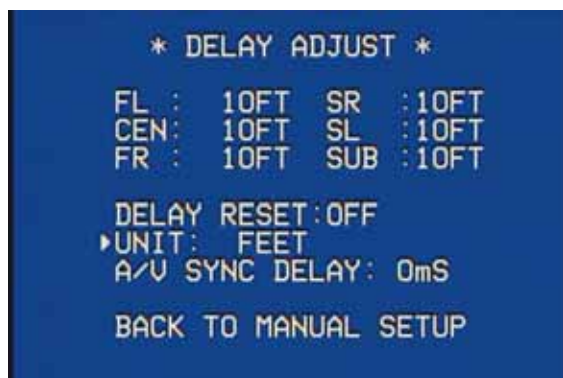 * DELAY ADJUST *
FL : 10FT SR :10FT
CEN: 10FT SL :10FT
FR : 10FT SUB :10FT
DELAY RESET:OFF
▶UNIT: FEET
A/V SYNC DELAY: 0mS
BACK TO MANUAL SETUP